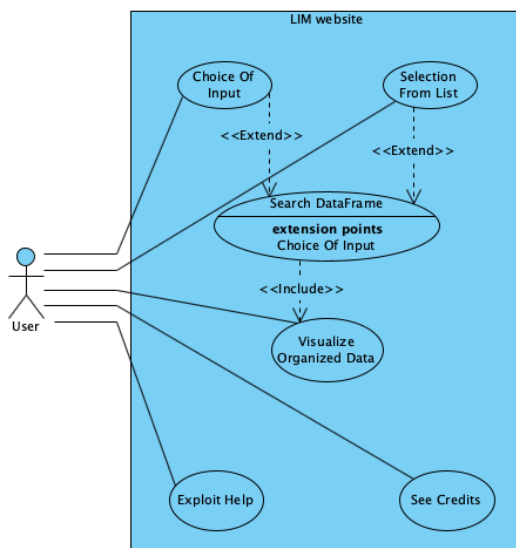 LIM website
Choice Of
Input
Selection
From List
<<Extend>>
<<Extend>>
Search DataFrame
extension points
Choice Of Input
<<Include>>
User
Visualize
Organized Data
Exploit Help
See Credits